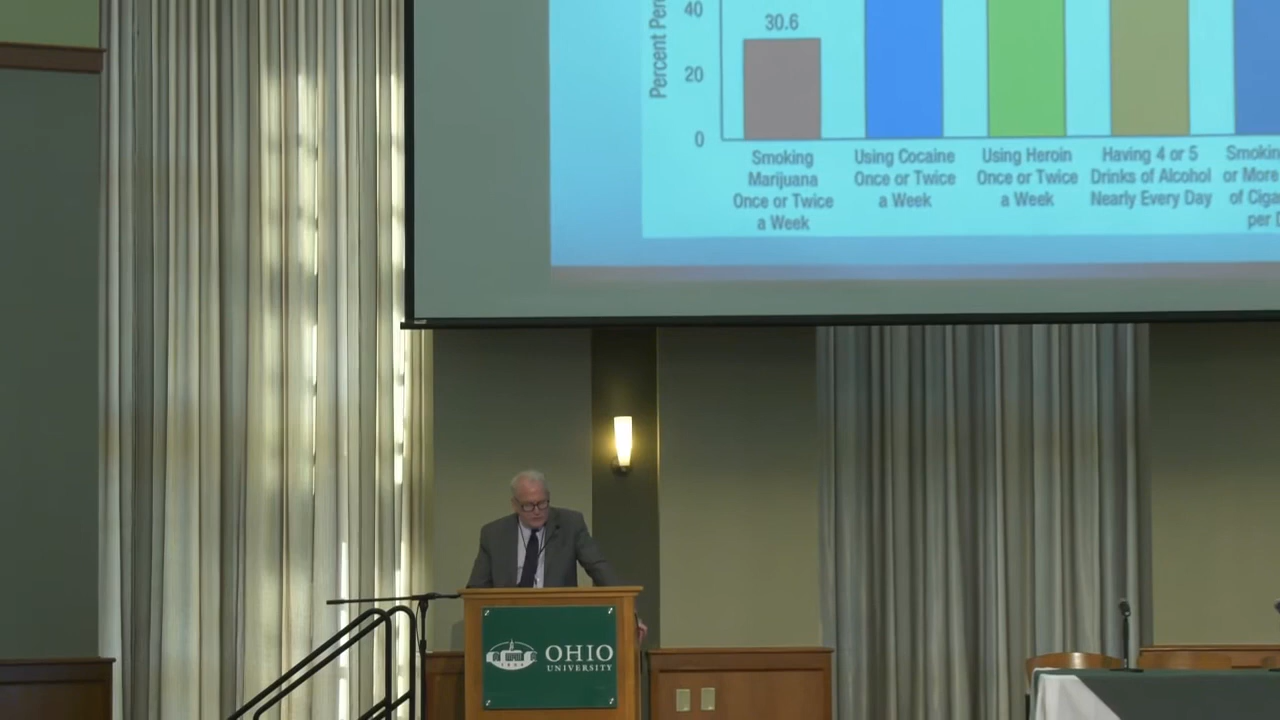 Percent Per
40
30.6
20
0
Smoking
Marijuana
Once or Twice
a Week
Using Cocaine
Once or Twice
a Week
Using Heroin
Once or Twice
a Week
Having 4 or 5
Drinks of Alcohol
Nearly Every Day
Smokin
or More
of Ciga
per
OHIO
UNIVERSITY